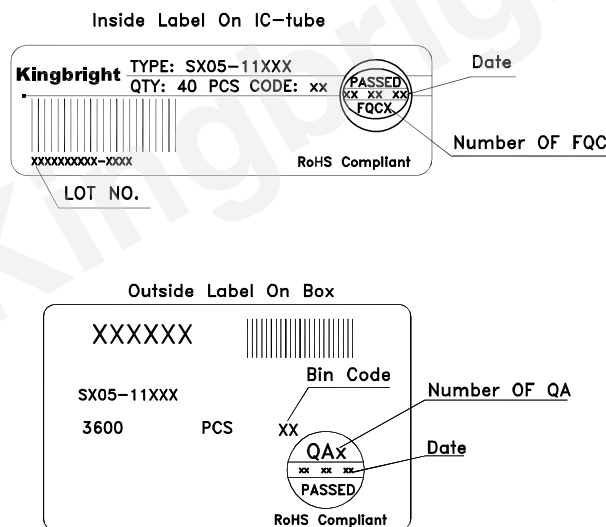 Inside Label On IC-tube
Kingbright
TYPE: SX05-11XXX
QTY: 40 PCS CODE: xx
PASSED
xx xx xx
FQCX
Date
Number OF FQC
xxxxxxxxxx-xxxx
RoHS Compliant
LOT NO.
Outside Label On Box
XXXXXX
Bin Code
SX05-11XXX
Number OF QA
3600 PCS
XX
QAx
Date
xx xx xx
PASSED
RoHS Compliant
Kingbright